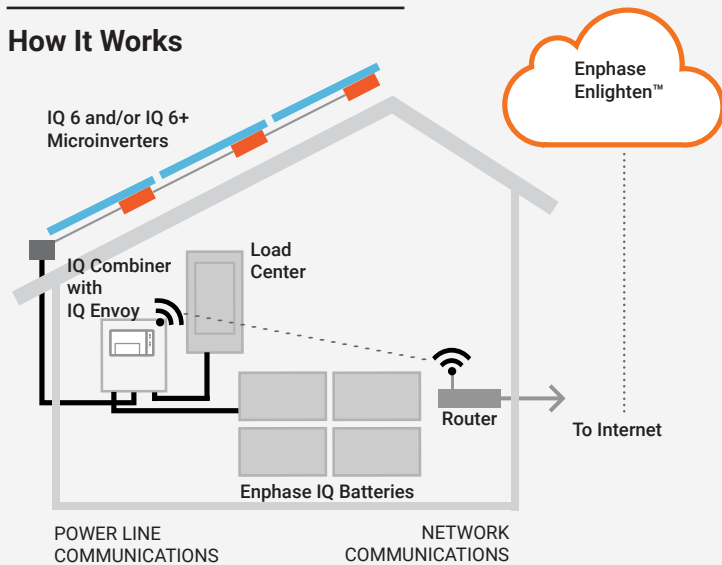 How It Works
Enphase
Enlighten™
IQ 6 and/or IQ 6+
Microinverters
IQ Combiner
with
IQ Envoy
Load
Center
Router
To Internet
Enphase IQ Batteries
POWER LINE
COMMUNICATIONS
NETWORK
COMMUNICATIONS